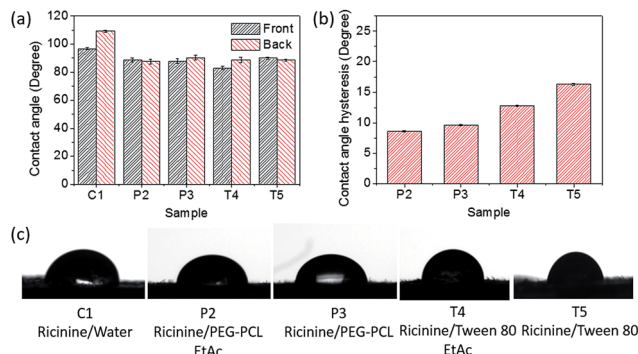 (a)
Contact angle (Degree)
120
100
80
60
40
20
0
Front
Back
C1 P2 P3 T4 T5
Sample
(b)
Contact angle hysteresis (Degree)
25
20
15
10
5
0
P2 P3 T4 T5
Sample
(c)
C1 P2 P3 T4 T5
Ricinine/Water Ricinine/PEG-PCL Ricinine/PEG-PCL Ricinine/Tween 80 Ricinine/Tween 80
EtAc EtAc